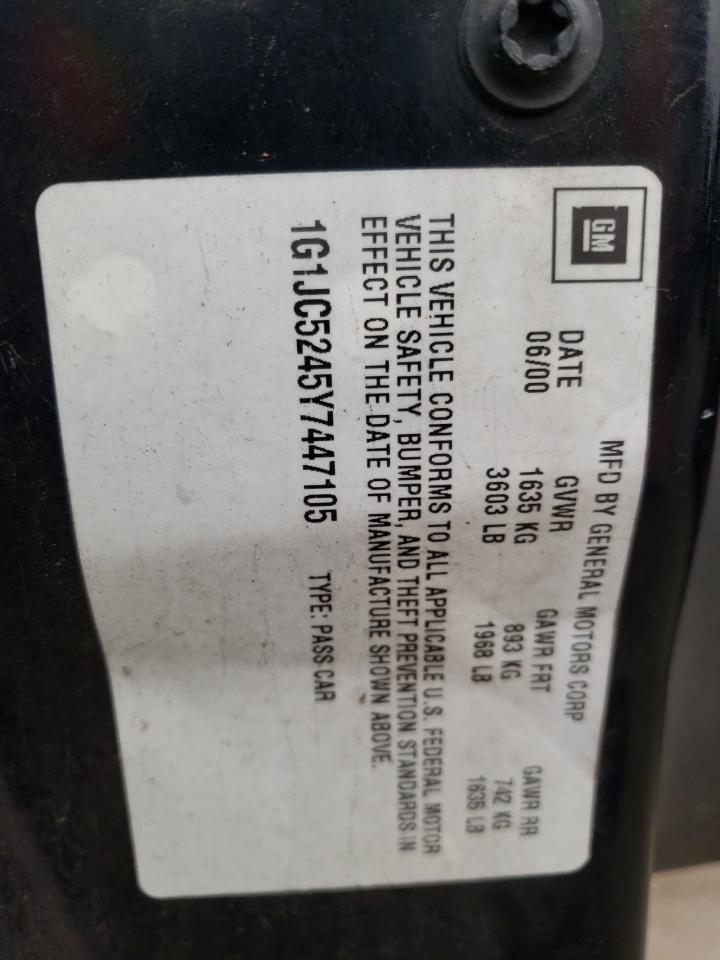 GM
MFD BY GENERAL MOTORS CORP
DATE GVWR GAWR FRT GAWR RR
06/00 1635 KG 893 KG 742 KG
3603 LB 1968 LB 1635 LB
THIS VEHICLE CONFORMS TO ALL APPLICABLE U.S. FEDERAL MOTOR
VEHICLE SAFETY, BUMPER, AND THEFT PREVENTION STANDARDS IN
EFFECT ON THE DATE OF MANUFACTURE SHOWN ABOVE.
1G1JC5245Y7447105 TYPE: PASS CAR